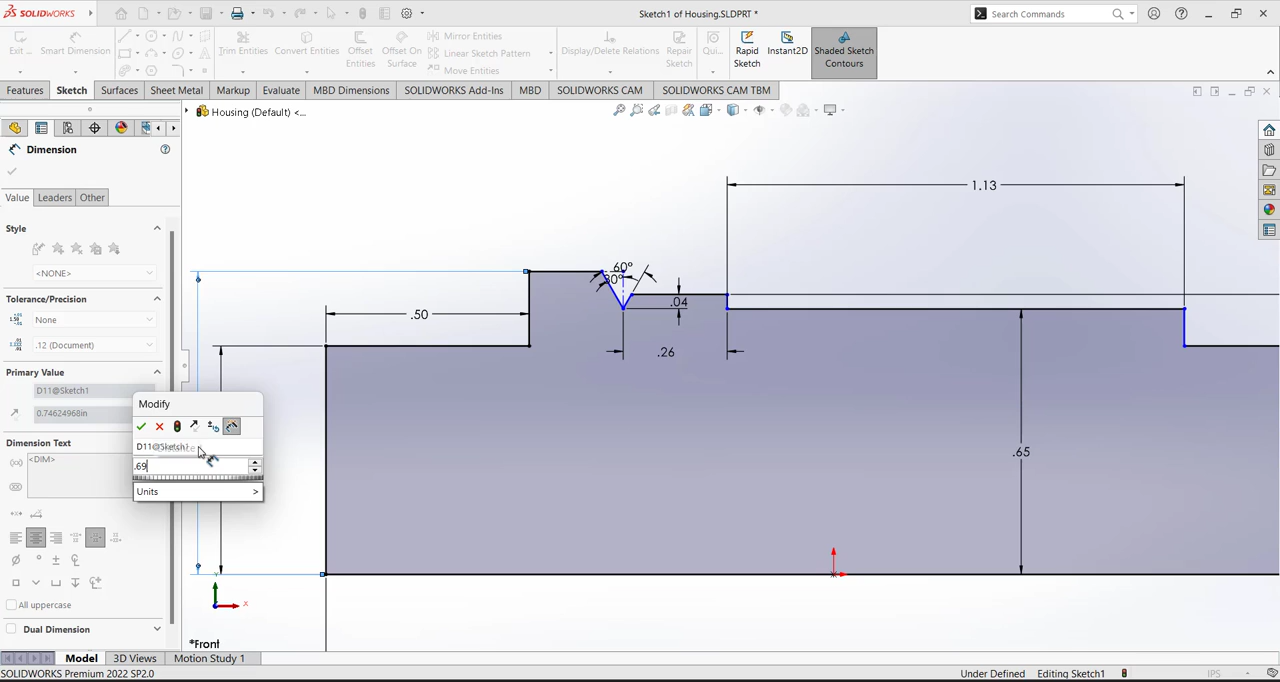 SOLIDWORKS
Sketch1 of Housing.SLDPRT *
Search Commands
Exit ...
Smart Dimension
Trim Entities
Convert Entities
Offset Entities
Offset On Surface
Mirror Entities
Linear Sketch Pattern
Move Entities
Display/Delete Relations
Repair Sketch
Qui...
Rapid Sketch
Instant2D
Shaded Sketch Contours
Features
Sketch
Surfaces
Sheet Metal
Markup
Evaluate
MBD Dimensions
SOLIDWORKS Add-Ins
MBD
SOLIDWORKS CAM
SOLIDWORKS CAM TBM
Housing (Default) <...
Dimension
Value
Leaders
Other
Style
<NONE>
Tolerance/Precision
None
.12 (Document)
Primary Value
D11@Sketch1
0.74624968in
Dimension Text
<DIM>
All uppercase
Dual Dimension
Modify
D11@Sketch1
.69
Units
1.13
60°
30°
.04
.50
.26
.65
Y
X
*Front
Model
3D Views
Motion Study 1
SOLIDWORKS Premium 2022 SP2.0
Under Defined
Editing Sketch1
IPS